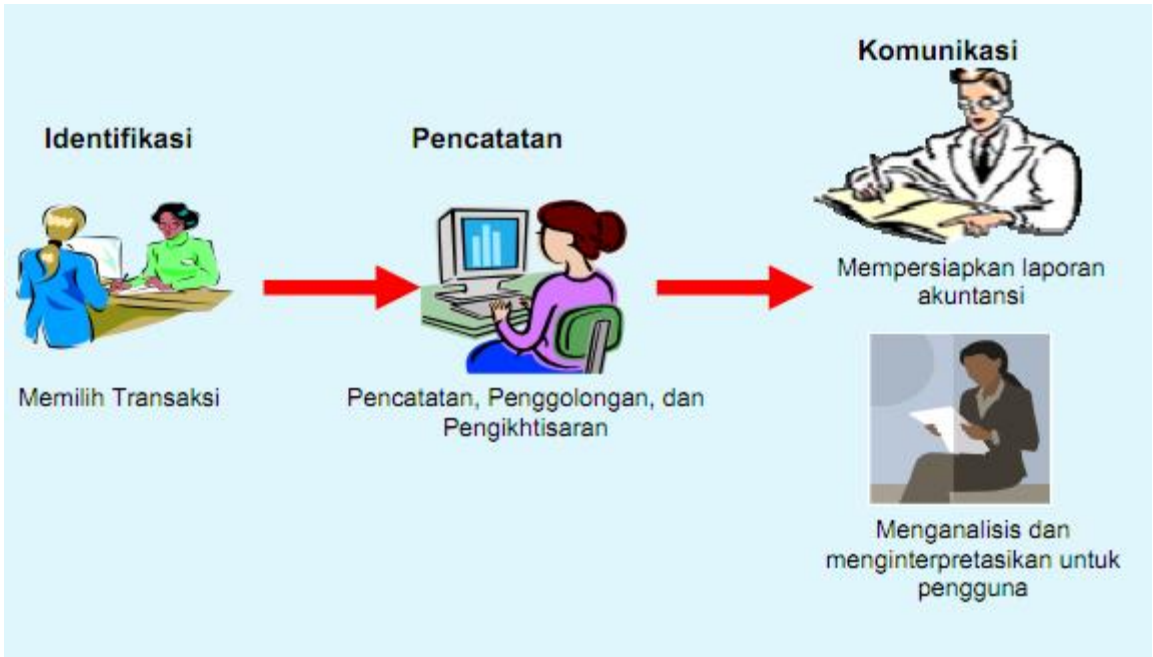 Identifikasi
Memilih Transaksi
Pencatatan
Pencatatan, Penggolongan, dan
Pengikhtisaran
Komunikasi
Mempersiapkan laporan
akuntansi
Menganalisis dan
menginterpretasikan untuk
pengguna